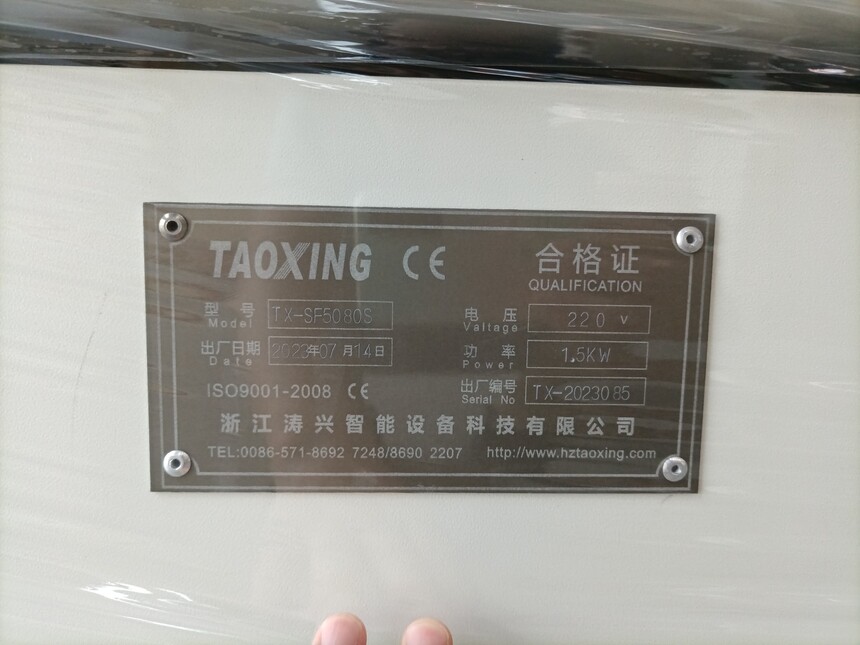 TAOXING CE 合格证
QUALIFICATION
型号 TX-SF5080S 电压 220 V
Model Valtage
出厂日期 2023年07月14日 功率 1.5KW
Date Power
ISO9001-2008 CE 出厂编号 TX-2023085
Serial No
浙江涛兴智能设备科技有限公司
TEL:0086-571-8692 7248/8690 2207 http://www.hztaoxing.com